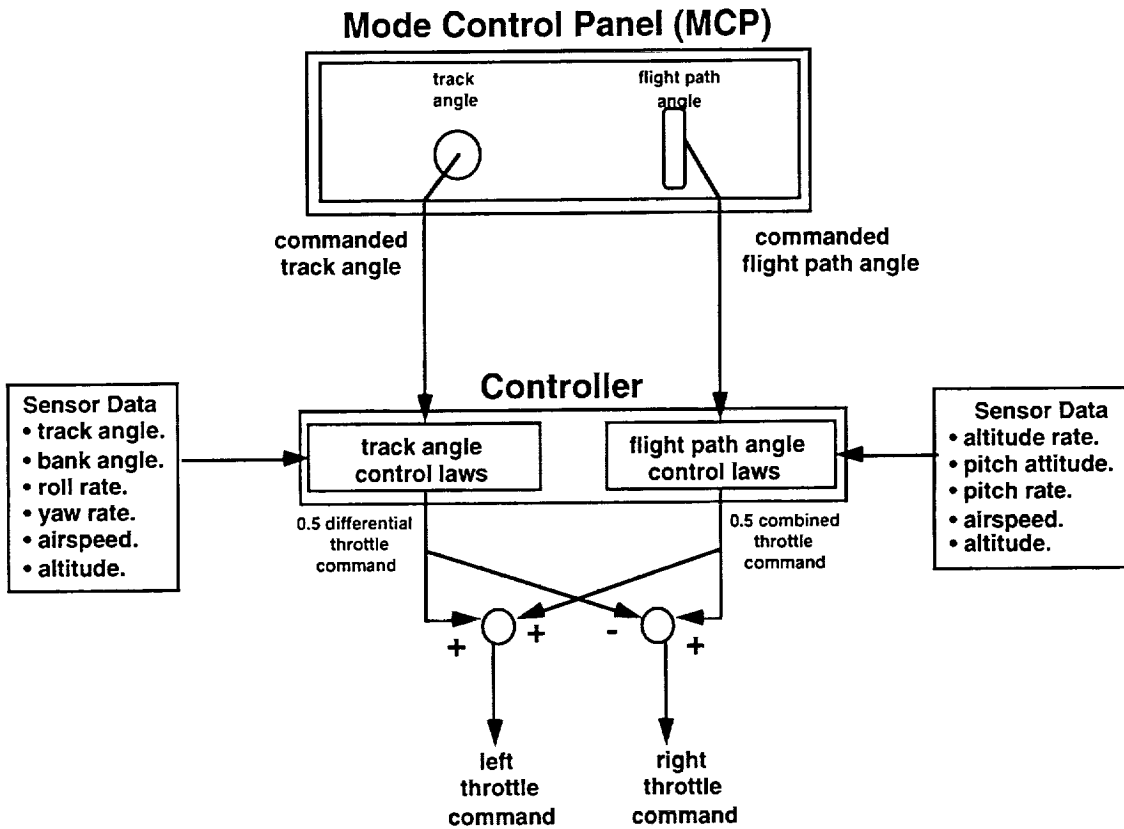 Mode Control Panel (MCP)
track
angle
flight path
angle
commanded
track angle
commanded
flight path angle
Controller
Sensor Data
• track angle.
• bank angle.
• roll rate.
• yaw rate.
• airspeed.
• altitude.
track angle
control laws
flight path angle
control laws
Sensor Data
• altitude rate.
• pitch attitude.
• pitch rate.
• airspeed.
• altitude.
0.5 differential
throttle
command
0.5 combined
throttle
command
+
+
-
+
left
throttle
command
right
throttle
command